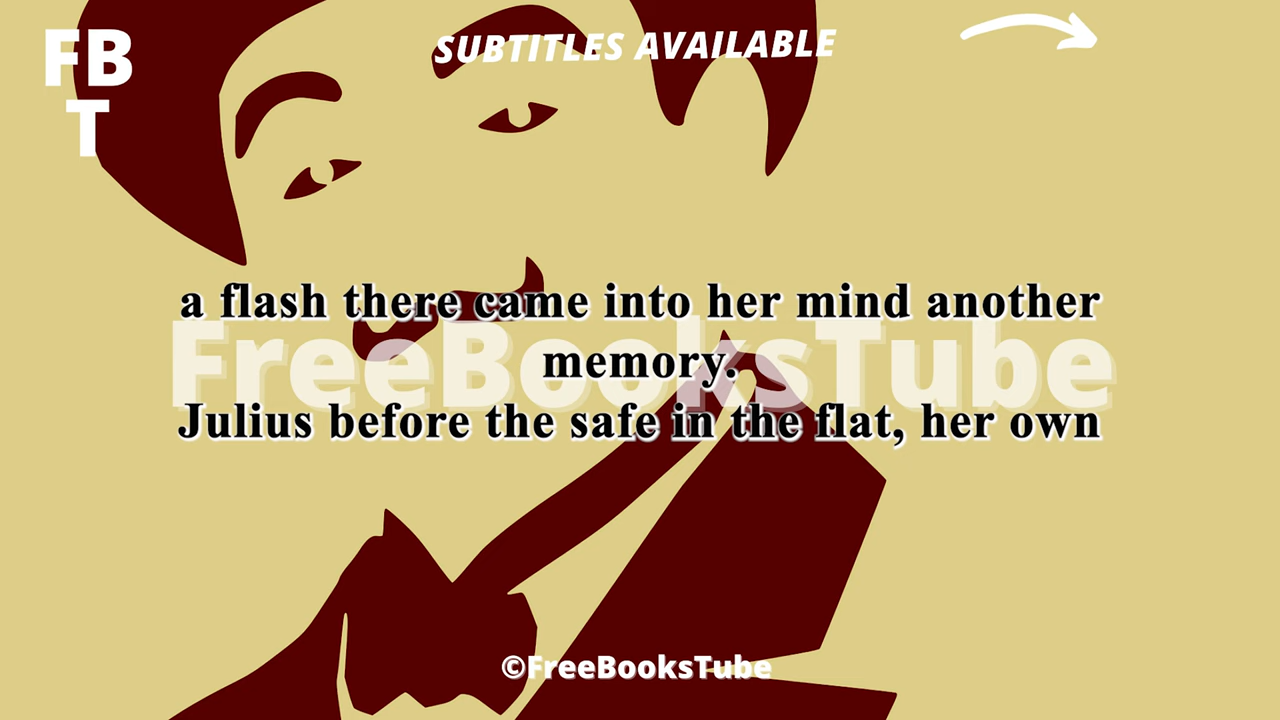 FB
T
SUBTITLES AVAILABLE
a flash there came into her mind another
memory.
FreeBooksTube
Julius before the safe in the flat, her own
©FreeBooksTube